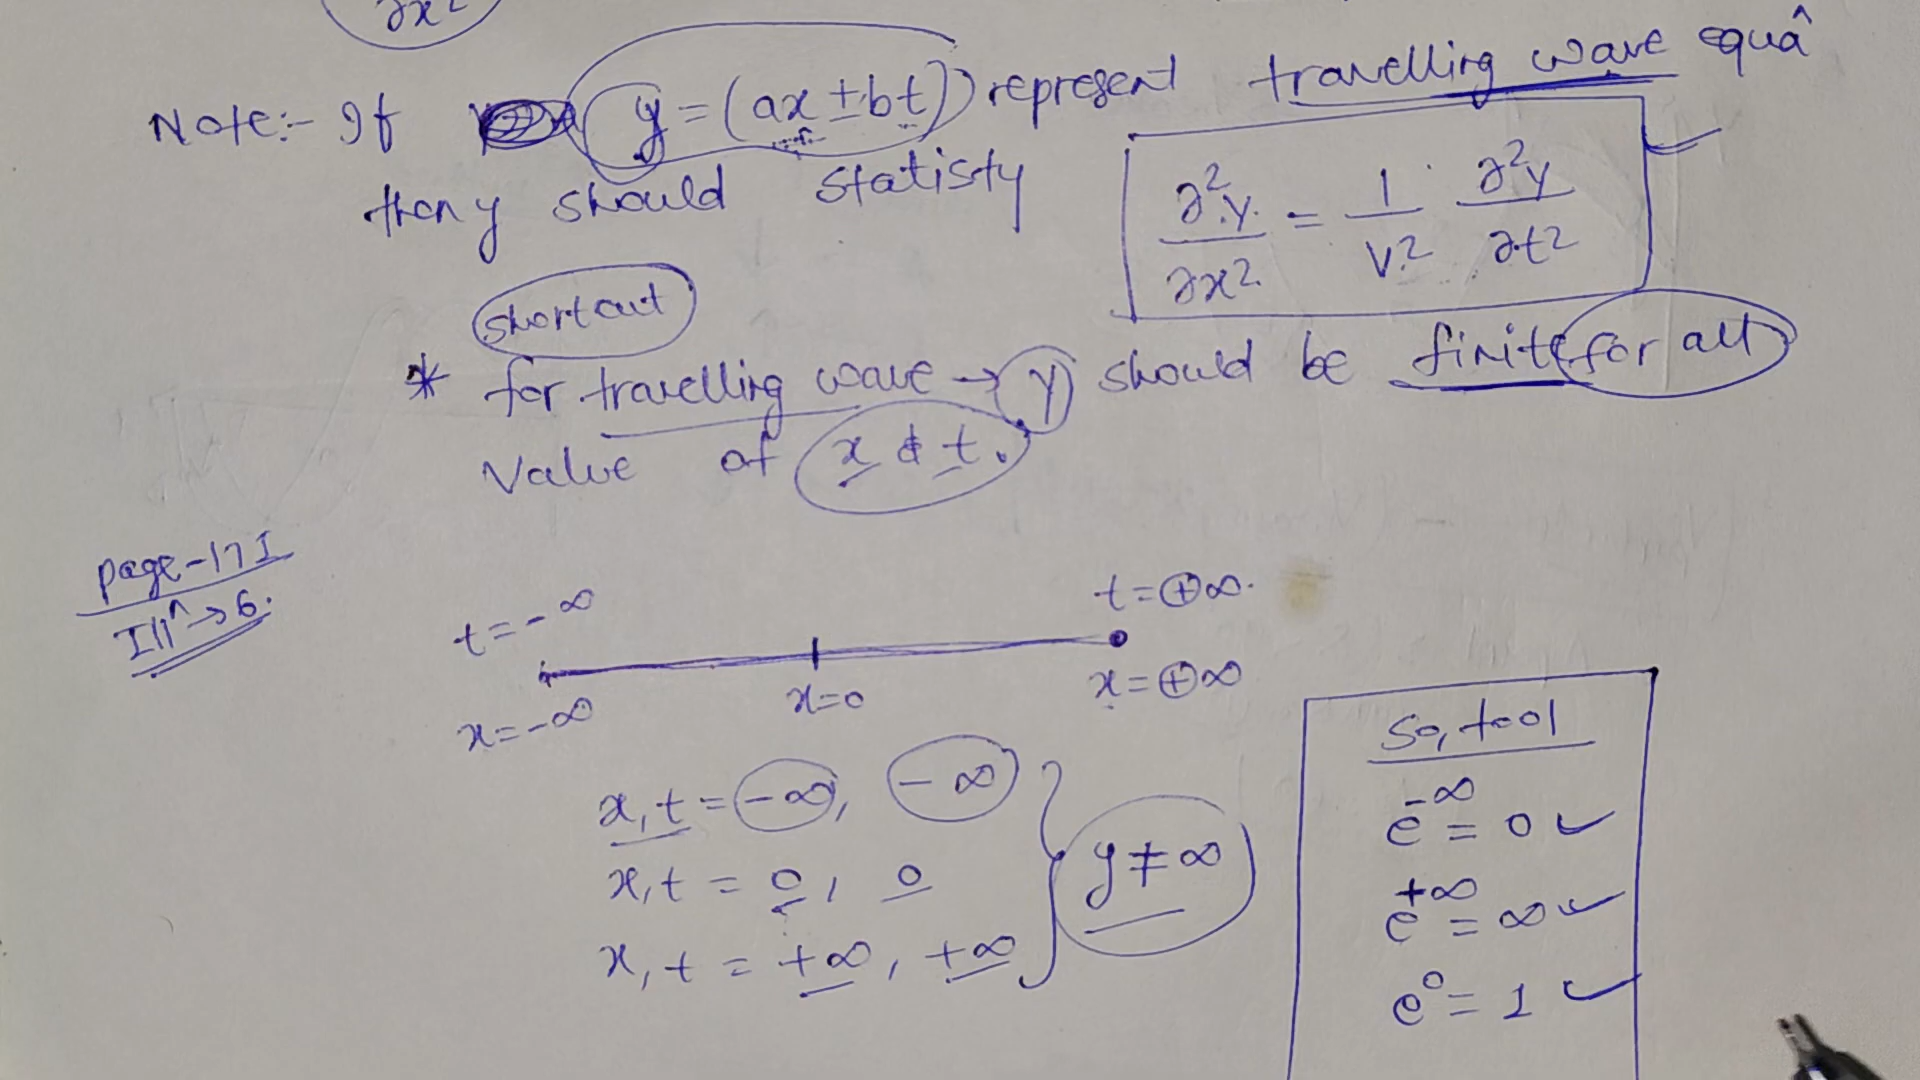 ∂x²
Note:- If y = (ax ± bt) represent travelling wave equâ
then y should statisty
∂²y/∂x² = 1/v² ∂²y/∂t²
shortcut
* for travelling wave → y should be finite for all
Value of x & t.
page-171
Illⁿ → 6.
t = -∞
t = +∞.
x = -∞
x=0
x = +∞
x, t = -∞, -∞
x, t = 0, 0
x, t = +∞, +∞
y ≠ ∞
So, tool
e^-∞ = 0 ✓
e^+∞ = ∞ ✓
e^0 = 1 ✓